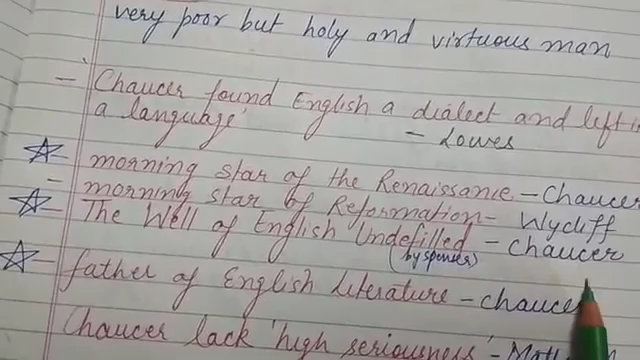 very poor but holy and virtuous man
- 'Chaucer found English a dialect and left i
a language' - Lowes
- morning star of the Renaissance - Chaucer
- morning star of Reformation - Wycliff
- The Well of English Undefilled - Chaucer
(by spenser)
- father of English Literature - chaucer
Chaucer lack 'high seriousness' -